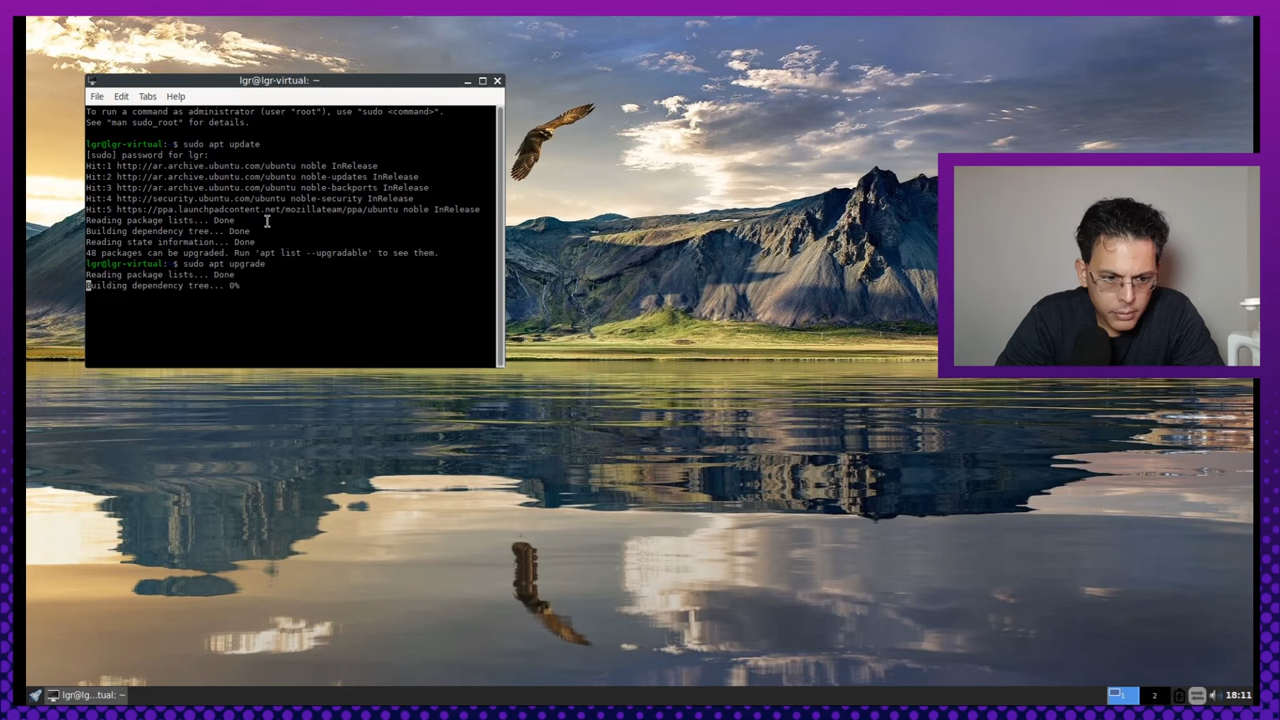 lgr@lgr-virtual: ~
File Edit Tabs Help
To run a command as administrator (user "root"), use "sudo <command>".
See "man sudo_root" for details.
lgr@lgr-virtual: $ sudo apt update
[sudo] password for lgr:
Hit:1 http://ar.archive.ubuntu.com/ubuntu noble InRelease
Hit:2 http://ar.archive.ubuntu.com/ubuntu noble-updates InRelease
Hit:3 http://ar.archive.ubuntu.com/ubuntu noble-backports InRelease
Hit:4 http://security.ubuntu.com/ubuntu noble-security InRelease
Hit:5 https://ppa.launchpadcontent.net/mozillateam/ppa/ubuntu noble InRelease
Reading package lists... Done
Building dependency tree... Done
Reading state information... Done
48 packages can be upgraded. Run 'apt list --upgradable' to see them.
lgr@lgr-virtual: $ sudo apt upgrade
Reading package lists... Done
Building dependency tree... 0%
lgr@lg...tual: ~ 1 2 18:11